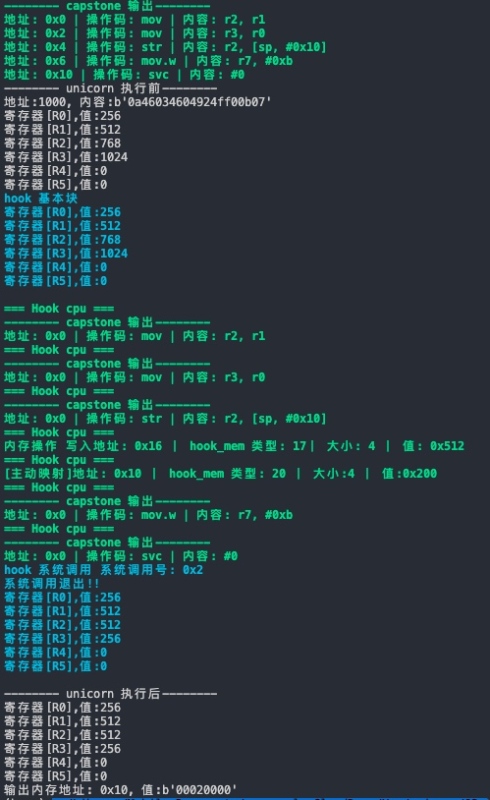 -------- capstone 输出--------
地址: 0x0 | 操作码: mov | 内容: r2, r1
地址: 0x2 | 操作码: mov | 内容: r3, r0
地址: 0x4 | 操作码: str | 内容: r2, [sp, #0x10]
地址: 0x6 | 操作码: mov.w | 内容: r7, #0xb
地址: 0x10 | 操作码: svc | 内容: #0
-------- unicorn 执行前--------
地址:1000, 内容:b'0a46034604924ff00b07'
寄存器[R0],值:256
寄存器[R1],值:512
寄存器[R2],值:768
寄存器[R3],值:1024
寄存器[R4],值:0
寄存器[R5],值:0
hook 基本块
寄存器[R0],值:256
寄存器[R1],值:512
寄存器[R2],值:768
寄存器[R3],值:1024
寄存器[R4],值:0
寄存器[R5],值:0
=== Hook cpu ===
-------- capstone 输出--------
地址: 0x0 | 操作码: mov | 内容: r2, r1
=== Hook cpu ===
-------- capstone 输出--------
地址: 0x0 | 操作码: mov | 内容: r3, r0
=== Hook cpu ===
-------- capstone 输出--------
地址: 0x0 | 操作码: str | 内容: r2, [sp, #0x10]
=== Hook cpu ===
内存操作 写入地址: 0x16 | hook_mem 类型: 17| 大小: 4 | 值: 0x512
=== Hook cpu ===
[主动映射]地址: 0x10 | hook_mem 类型: 20 | 大小:4 | 值:0x200
=== Hook cpu ===
-------- capstone 输出--------
地址: 0x0 | 操作码: mov.w | 内容: r7, #0xb
=== Hook cpu ===
-------- capstone 输出--------
地址: 0x0 | 操作码: svc | 内容: #0
hook 系统调用 系统调用号: 0x2
系统调用退出!!
寄存器[R0],值:256
寄存器[R1],值:512
寄存器[R2],值:512
寄存器[R3],值:256
寄存器[R4],值:0
寄存器[R5],值:0
-------- unicorn 执行后--------
寄存器[R0],值:256
寄存器[R1],值:512
寄存器[R2],值:512
寄存器[R3],值:256
寄存器[R4],值:0
寄存器[R5],值:0
输出内存地址: 0x10, 值:b'00020000'